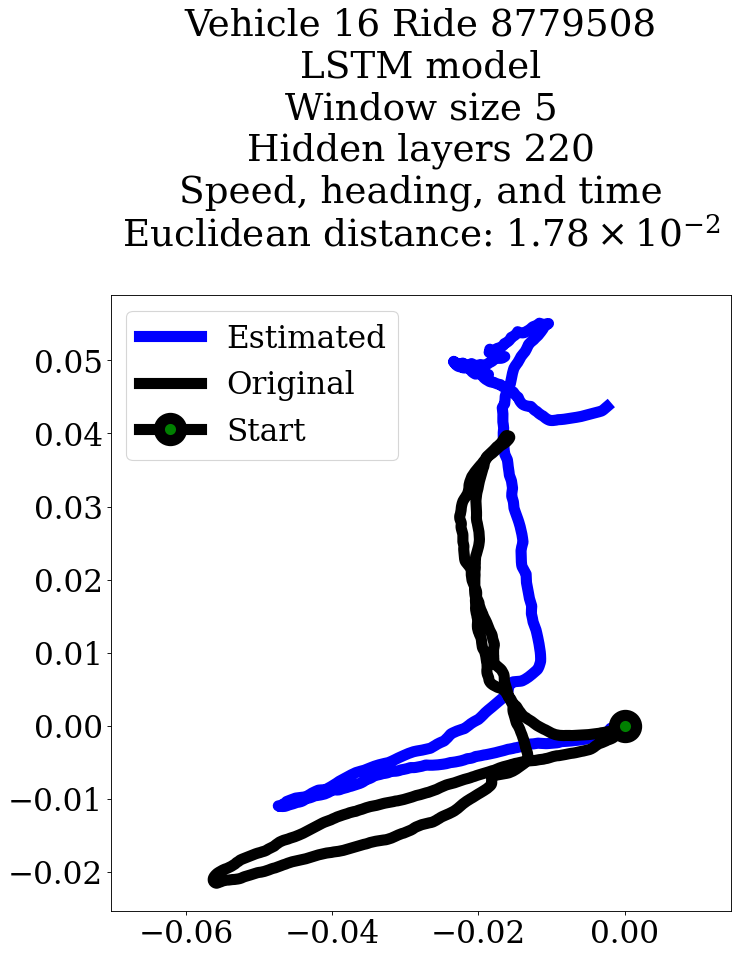 Vehicle 16 Ride 8779508
LSTM model
Window size 5
Hidden layers 220
Speed, heading, and time
Euclidean distance: 1.78 × 10⁻²
Estimated
Original
Start
0.05
0.04
0.03
0.02
0.01
0.00
−0.01
−0.02
−0.06 −0.04 −0.02 0.00